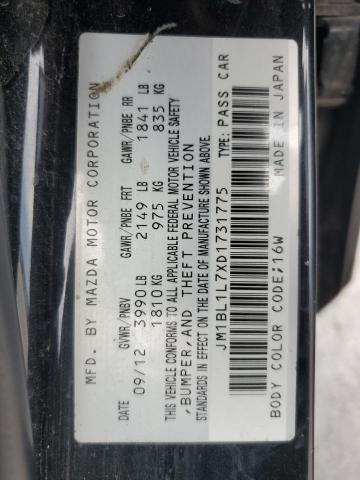 MFD. BY MAZDA MOTOR CORPORATION
DATE GVWR/PNBV GAWR/PNBE FRT GAWR/PNBE RR
09/12 3990 LB 2149 LB 1841 LB
1810 KG 975 KG 835 KG
THIS VEHICLE CONFORMS TO ALL APPLICABLE FEDERAL MOTOR VEHICLE SAFETY
,BUMPER,AND THEFT PREVENTION
STANDARDS IN EFFECT ON THE DATE OF MANUFACTURE SHOWN ABOVE.
JM1BL1L7XD1731775 TYPE: PASS CAR
BODY COLOR CODE;16W MADE IN JAPAN